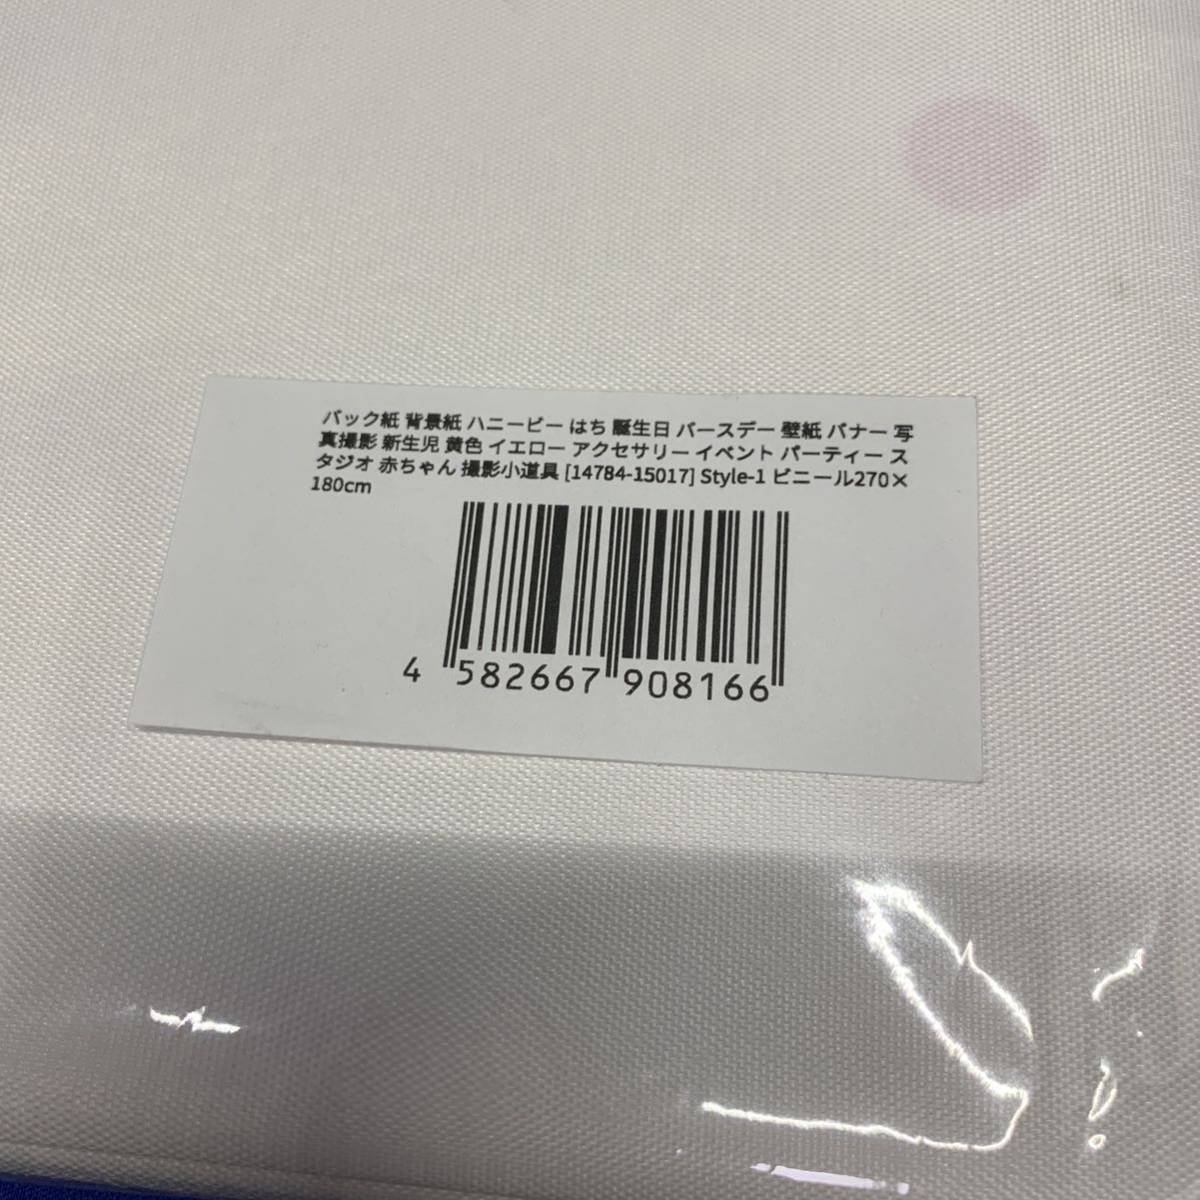 バック紙 背景紙 ハニービー はち 誕生日 バースデー 壁紙 バナー 写
真撮影 新生児 黄色 イエロー アクセサリー イベント パーティー ス
タジオ 赤ちゃん 撮影小道具 [14784-15017] Style-1 ビニール270×
180cm
4 582667 908166